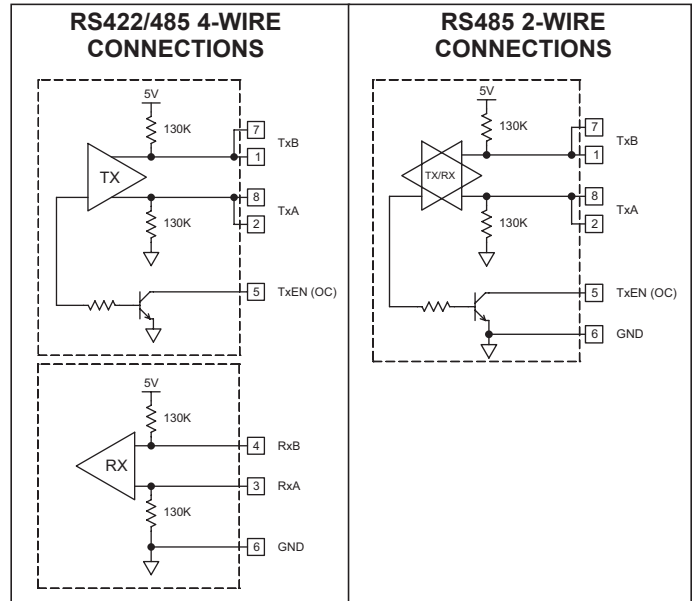 RS422/485 4-WIRE
CONNECTIONS
5V
130K
7
TxB
1
TX
8
TxA
130K
2
5 TxEN (OC)
5V
130K
4 RxB
RX
3 RxA
130K
6 GND
RS485 2-WIRE
CONNECTIONS
5V
130K
7
TxB
1
TX/RX
8
TxA
130K
2
5 TxEN (OC)
6 GND